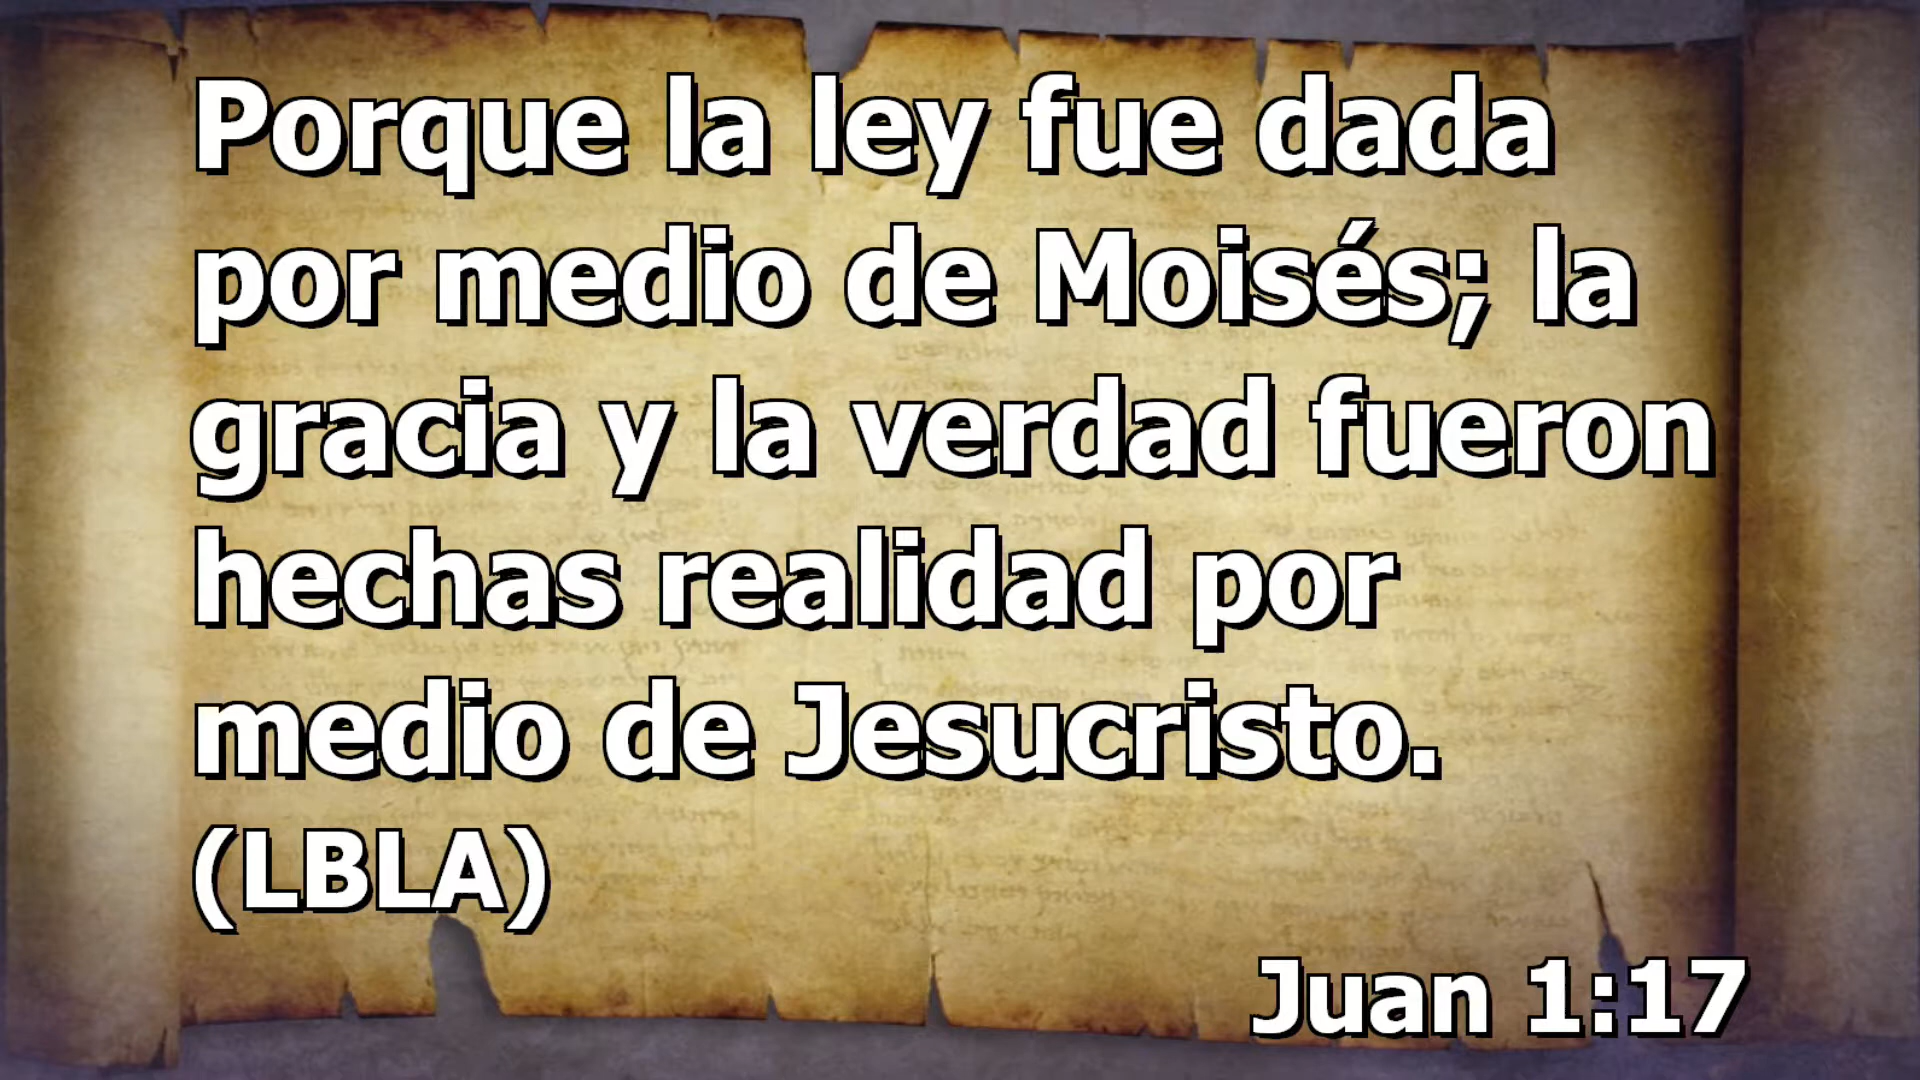 Porque la ley fue dada
por medio de Moisés; la
gracia y la verdad fueron
hechas realidad por
medio de Jesucristo.
(LBLA)
Juan 1:17